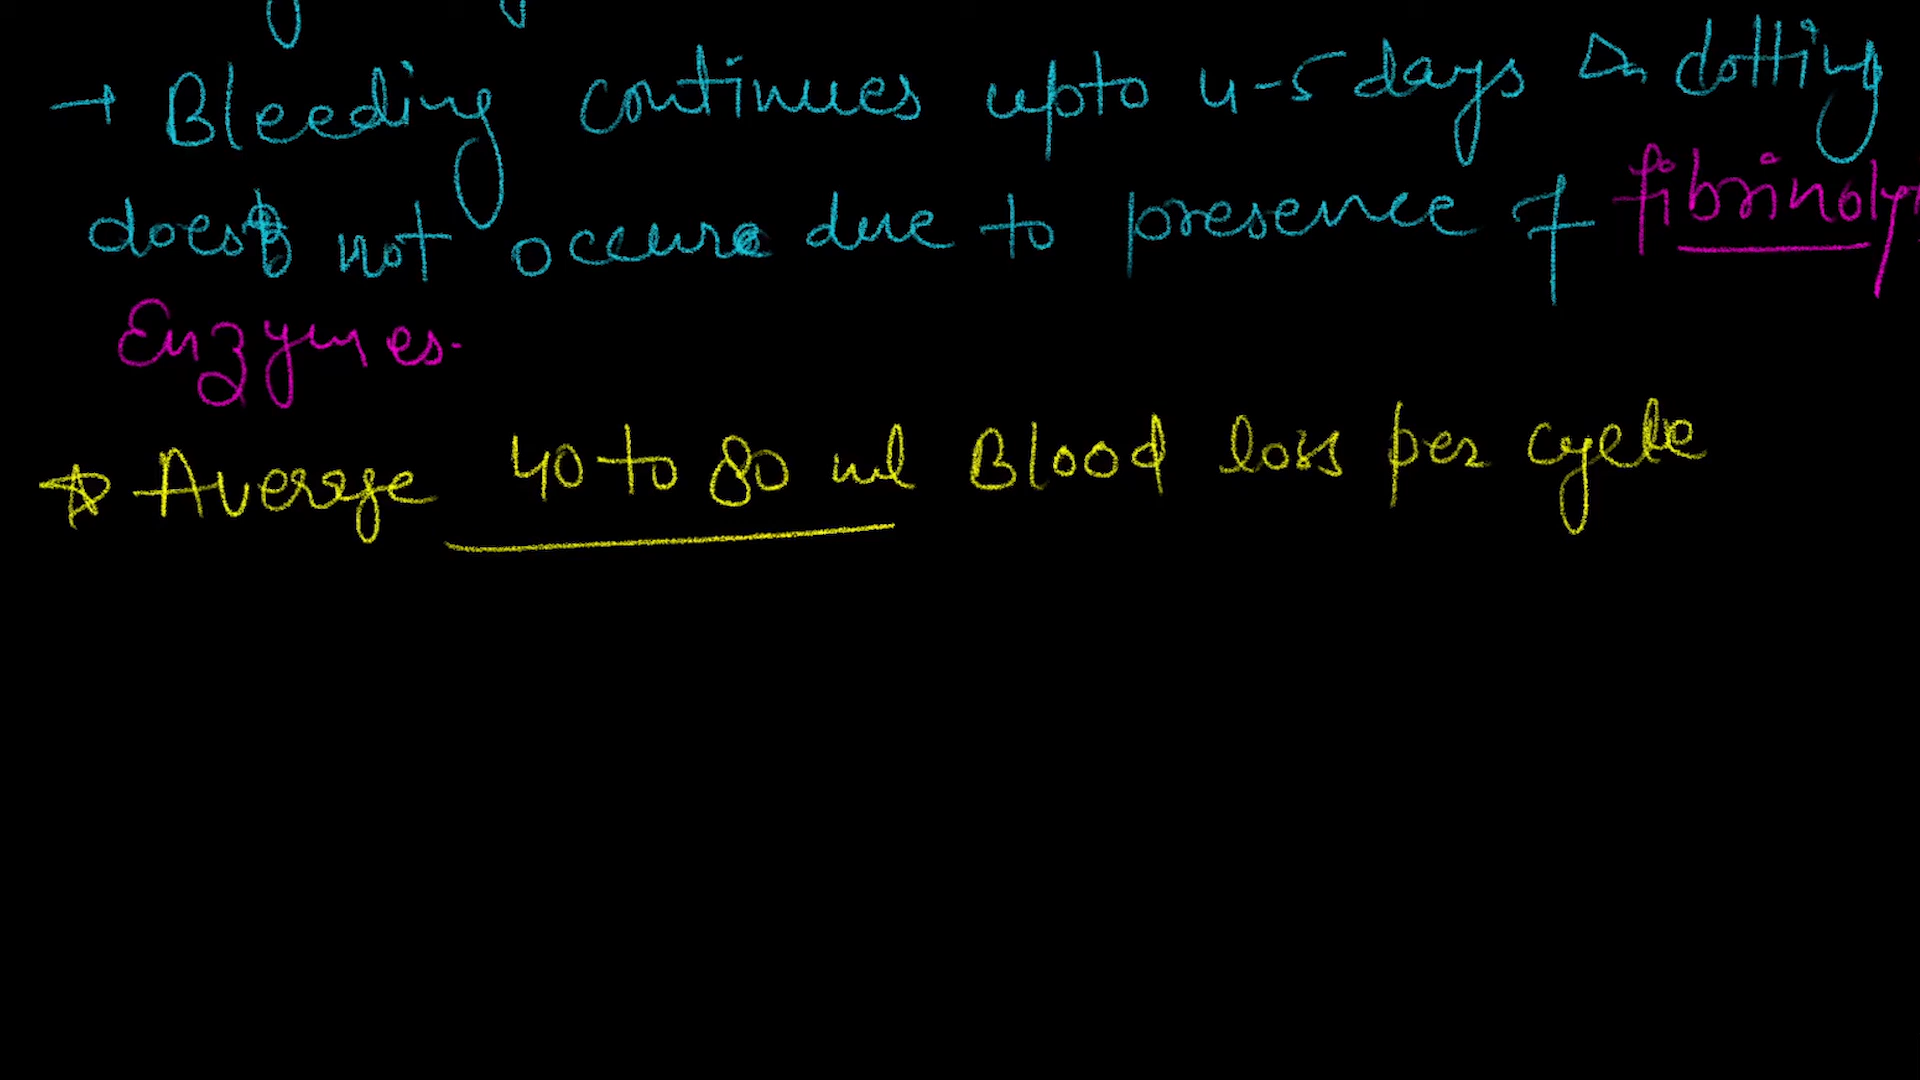 → Bleeding continues upto 4-5 days & clotting
does not occurs due to presence of fibrinoly
Enzymes.
☆ Average 40 to 80 ml Blood loss per cycle